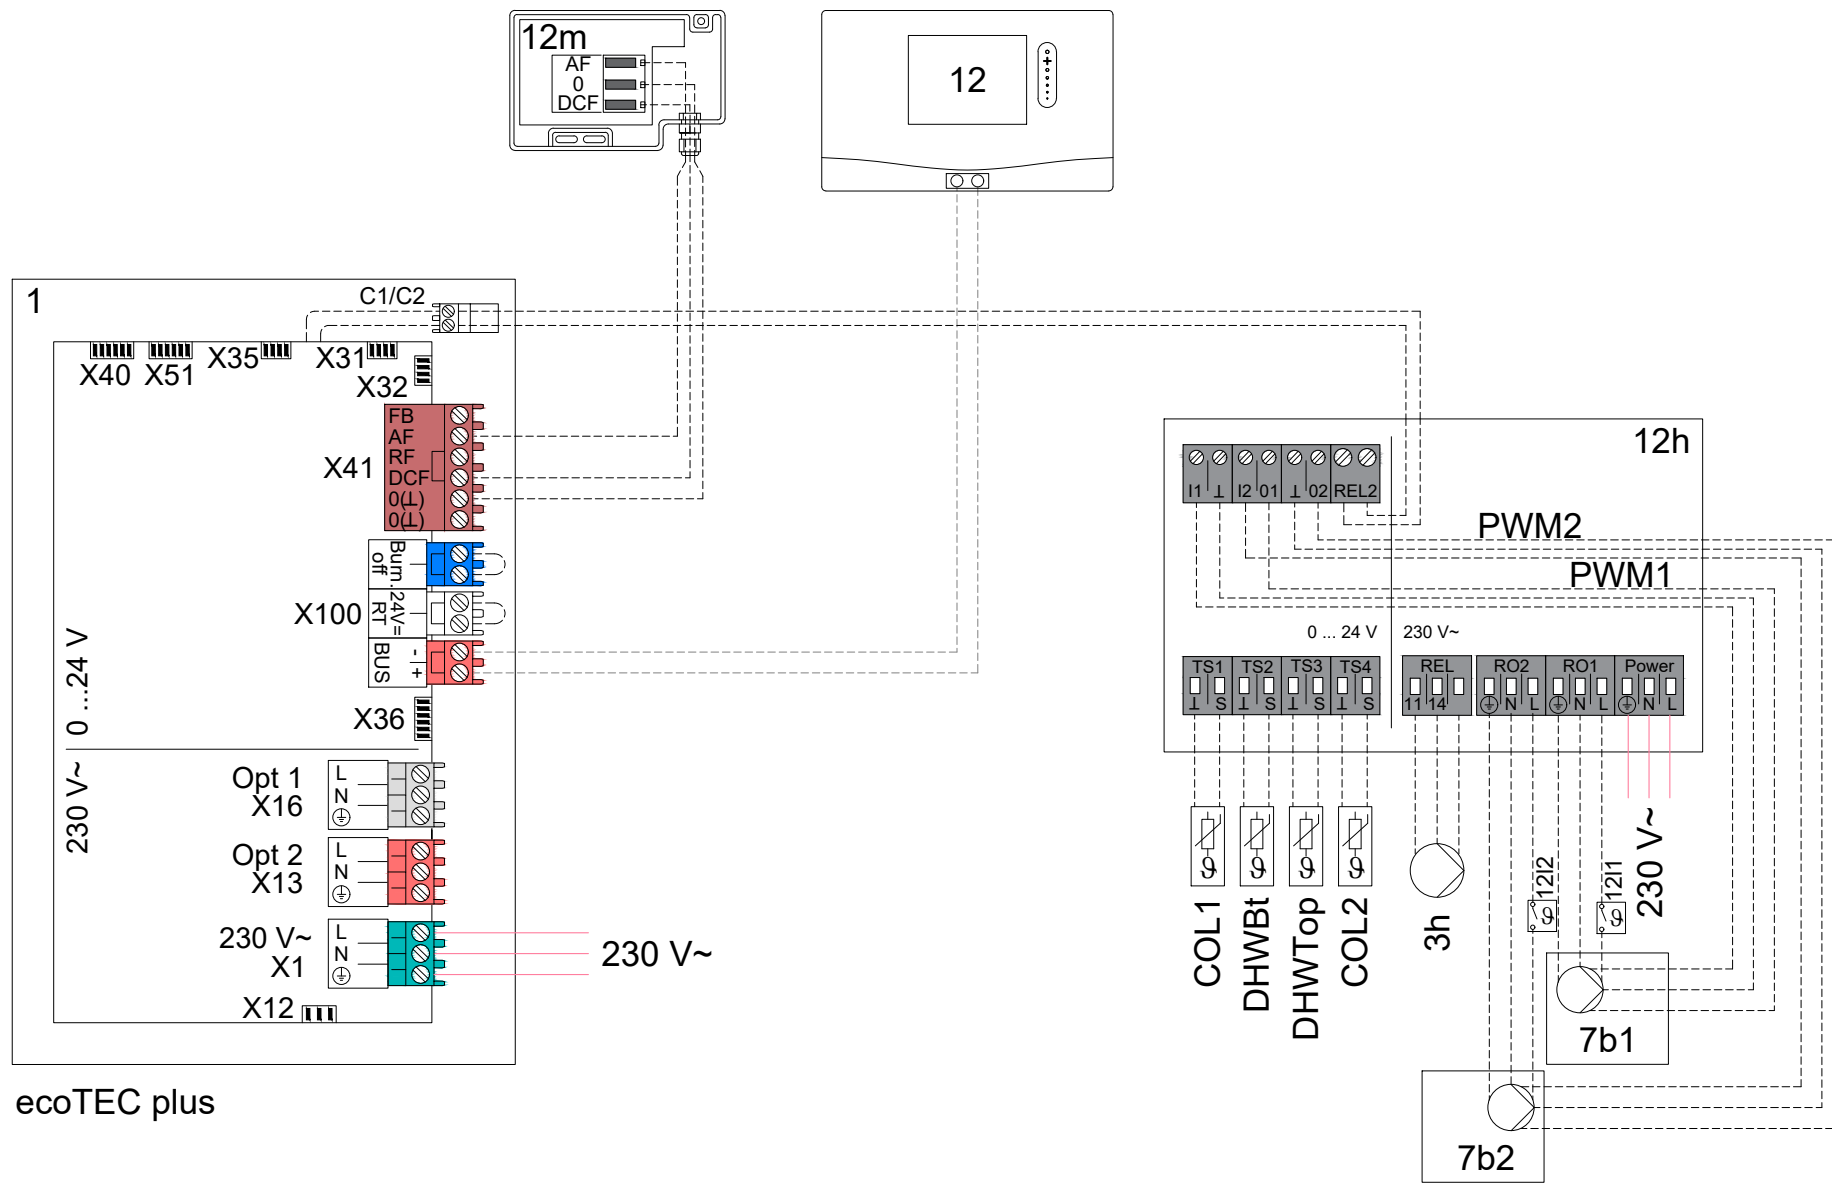 12m
AF
0
DCF
12
1
C1/C2
X40
X51
X35
X31
X32
X41
FB
AF
RF
DCF
0(⊥)
0(⊥)
Burn.
off
X100
24V=
RT
BUS
- +
0 ...24 V
X36
230 V~
Opt 1
X16
L
N
Opt 2
X13
L
N
230 V~
X1
L
N
230 V~
X12
ecoTEC plus
12h
I1 ⊥ I2 01 ⊥ 02 REL2
PWM2
PWM1
0 ... 24 V 230 V~
TS1 TS2 TS3 TS4 REL RO2 RO1 Power
⊥ S ⊥ S ⊥ S ⊥ S 11 14 N L N L N L
COL1
DHWBt
DHWTop
COL2
3h
12I2
12I1
230 V~
ϑ ϑ ϑ ϑ ϑ ϑ
7b1
7b2